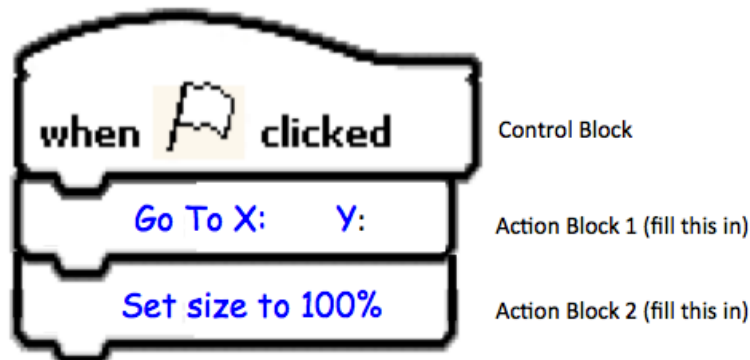 when clicked Control Block
Go To X: Y: Action Block 1 (fill this in)
Set size to 100% Action Block 2 (fill this in)